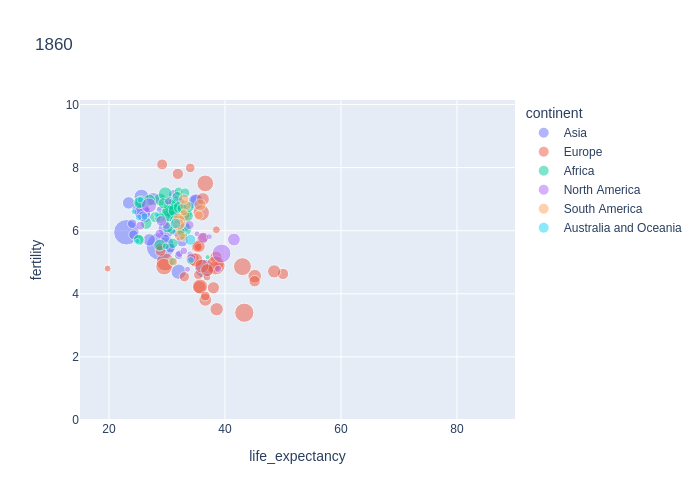 1860
continent
Asia
Europe
Africa
North America
South America
Australia and Oceania
fertility
10
8
6
4
2
0
20
40
60
80
life_expectancy